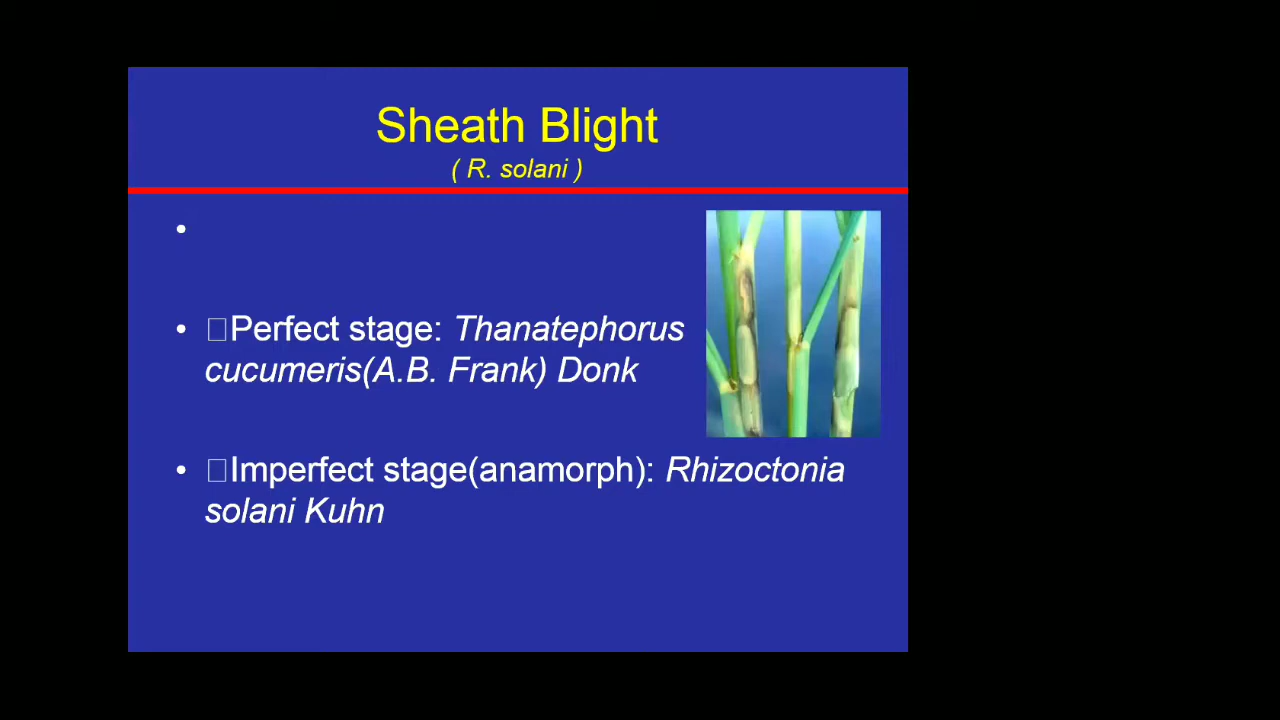 Sheath Blight
( R. solani )
•
• □Perfect stage: Thanatephorus
cucumeris(A.B. Frank) Donk
• □Imperfect stage(anamorph): Rhizoctonia
solani Kuhn